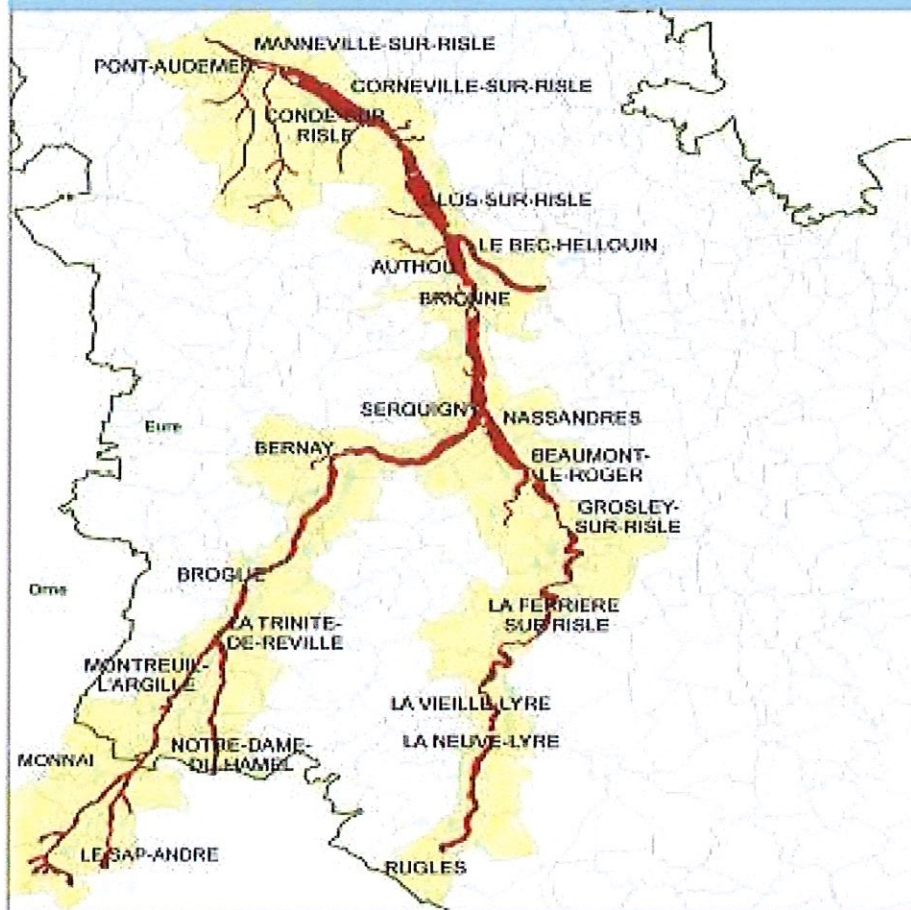 MANNEVILLE-SUR-RISLE
PONT-AUDEMER
CORNEVILLE-SUR-RISLE
CONDE-SUR
RISLE
LOS-SUR-RISLE
LE BEC-HELLOUIN
AUTHOU
BRIONNE
SERQUIGNY
NASSANDRES
Eure
BERNAY
BEAUMONT-
LE-ROGER
GROSLEY-
SUR-RISLE
BROGLIE
Orne
LA FERRIERE
SUR RISLE
LA TRINITE-
DE-REVILLE
MONTREUIL-
L'ARGILLE
LA VIEILLE-LYRE
LA NEUVE-LYRE
MONNAI
NOTRE-DAME-
DU-HAMEL
LE SAP-ANDRE
RUGLES